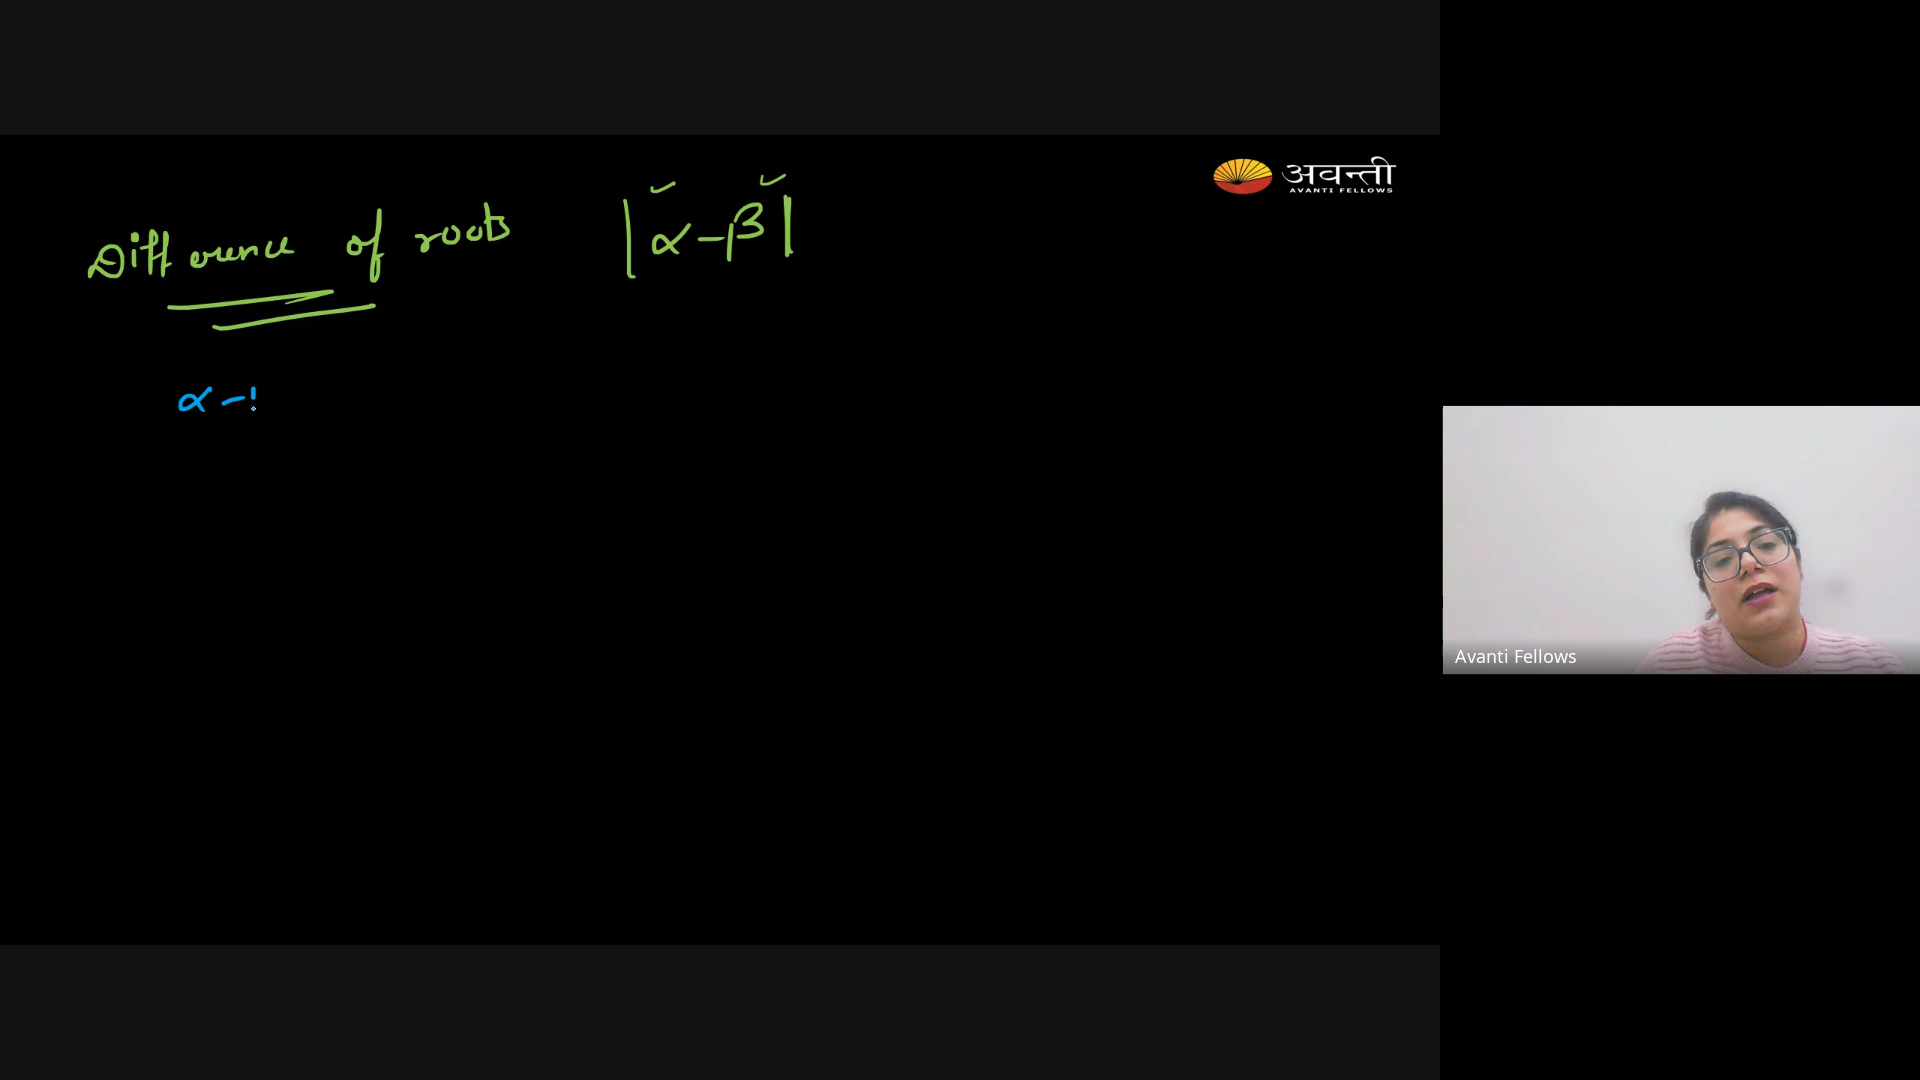 अवन्ती
AVANTI FELLOWS
Difference of roots |α-β|
α -
Avanti Fellows